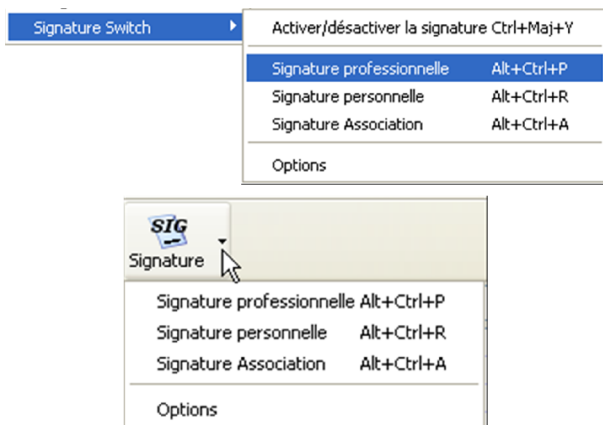 Signature Switch
Activer/désactiver la signature Ctrl+Maj+Y
Signature professionnelle Alt+Ctrl+P
Signature personnelle Alt+Ctrl+R
Signature Association Alt+Ctrl+A
Options
SIG
Signature
Signature professionnelle Alt+Ctrl+P
Signature personnelle Alt+Ctrl+R
Signature Association Alt+Ctrl+A
Options